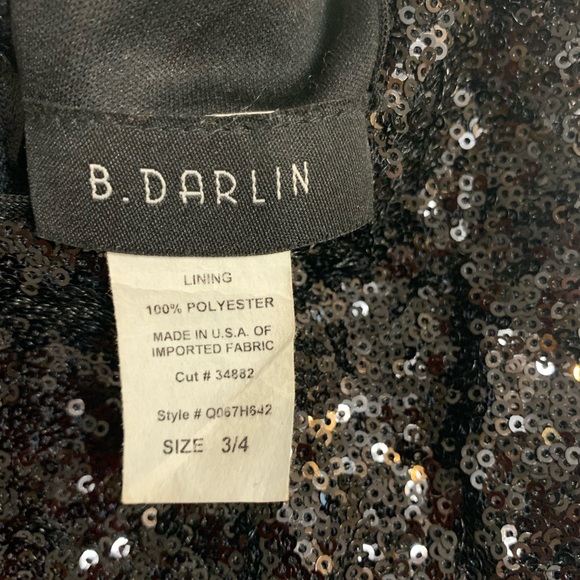 B. DARLIN
LINING
100% POLYESTER
MADE IN U.S.A. OF
IMPORTED FABRIC
Cut # 34882
Style # Q067H642
SIZE 3/4